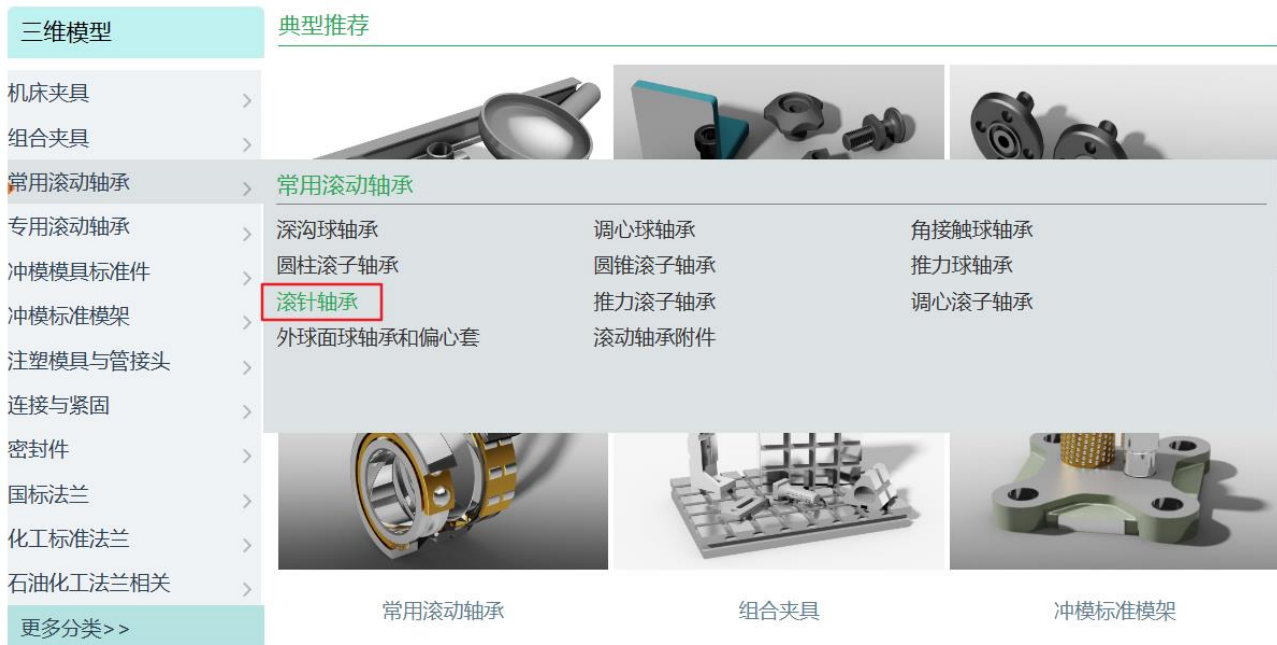 三维模型
典型推荐
机床夹具
组合夹具
常用滚动轴承
专用滚动轴承
冲模模具标准件
冲模标准模架
注塑模具与管接头
连接与紧固
密封件
国标法兰
化工标准法兰
石油化工法兰相关
更多分类>>
常用滚动轴承
深沟球轴承 调心球轴承 角接触球轴承
圆柱滚子轴承 圆锥滚子轴承 推力球轴承
滚针轴承 推力滚子轴承 调心滚子轴承
外球面球轴承和偏心套 滚动轴承附件
常用滚动轴承 组合夹具 冲模标准模架